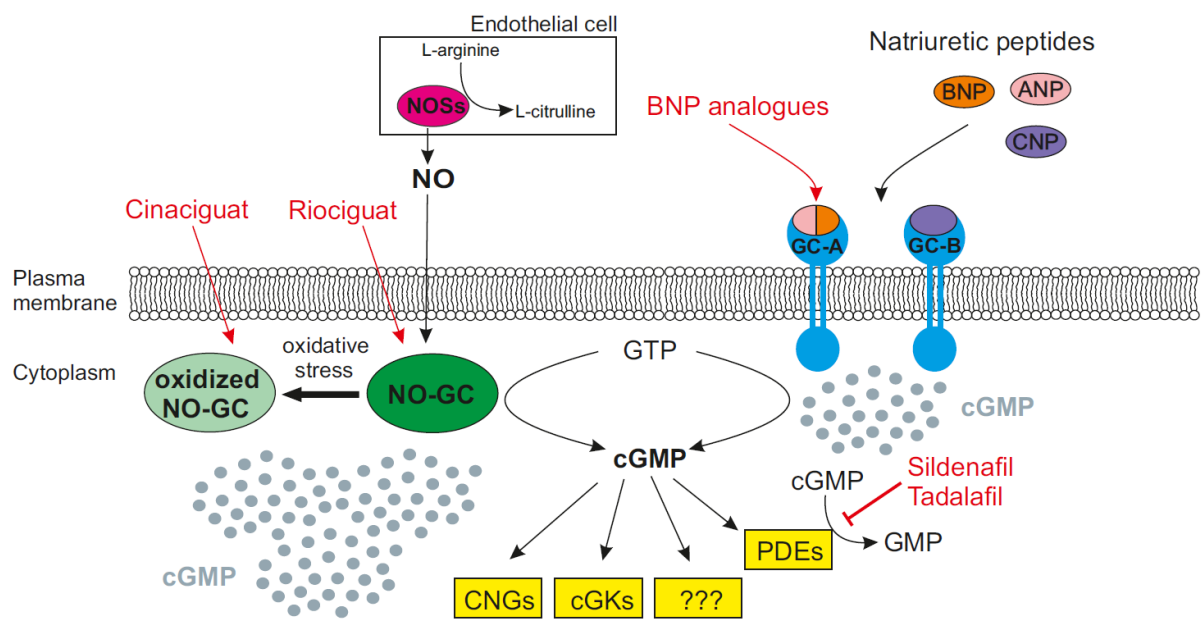 Endothelial cell
L-arginine
NOSs
L-citrulline
NO
Natriuretic peptides
BNP
ANP
CNP
BNP analogues
Cinaciguat
Riociguat
GC-A
GC-B
Plasma
membrane
Cytoplasm
oxidized
NO-GC
oxidative
stress
NO-GC
GTP
cGMP
cGMP
cGMP
Sildenafil
Tadalafil
cGMP
GMP
PDEs
CNGs
cGKs
???